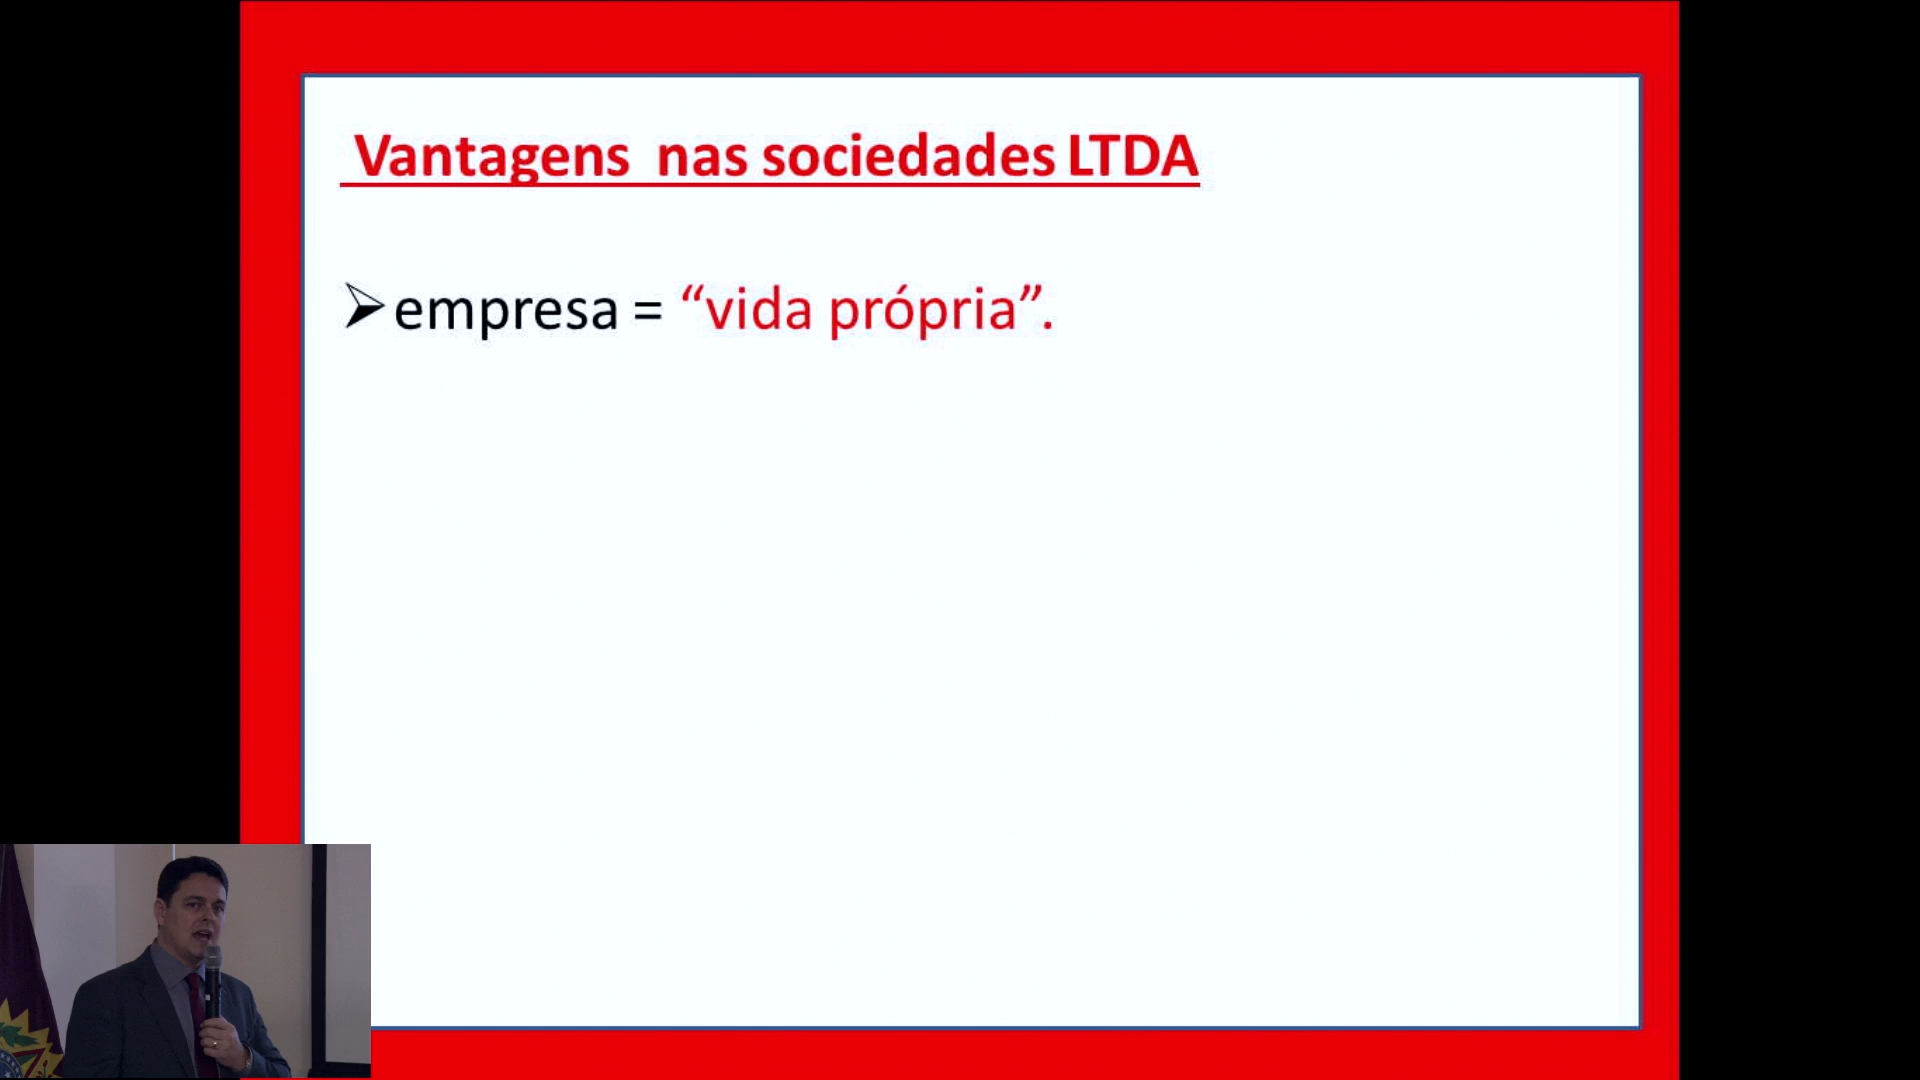 Vantagens nas sociedades LTDA
➢empresa = “vida própria”.